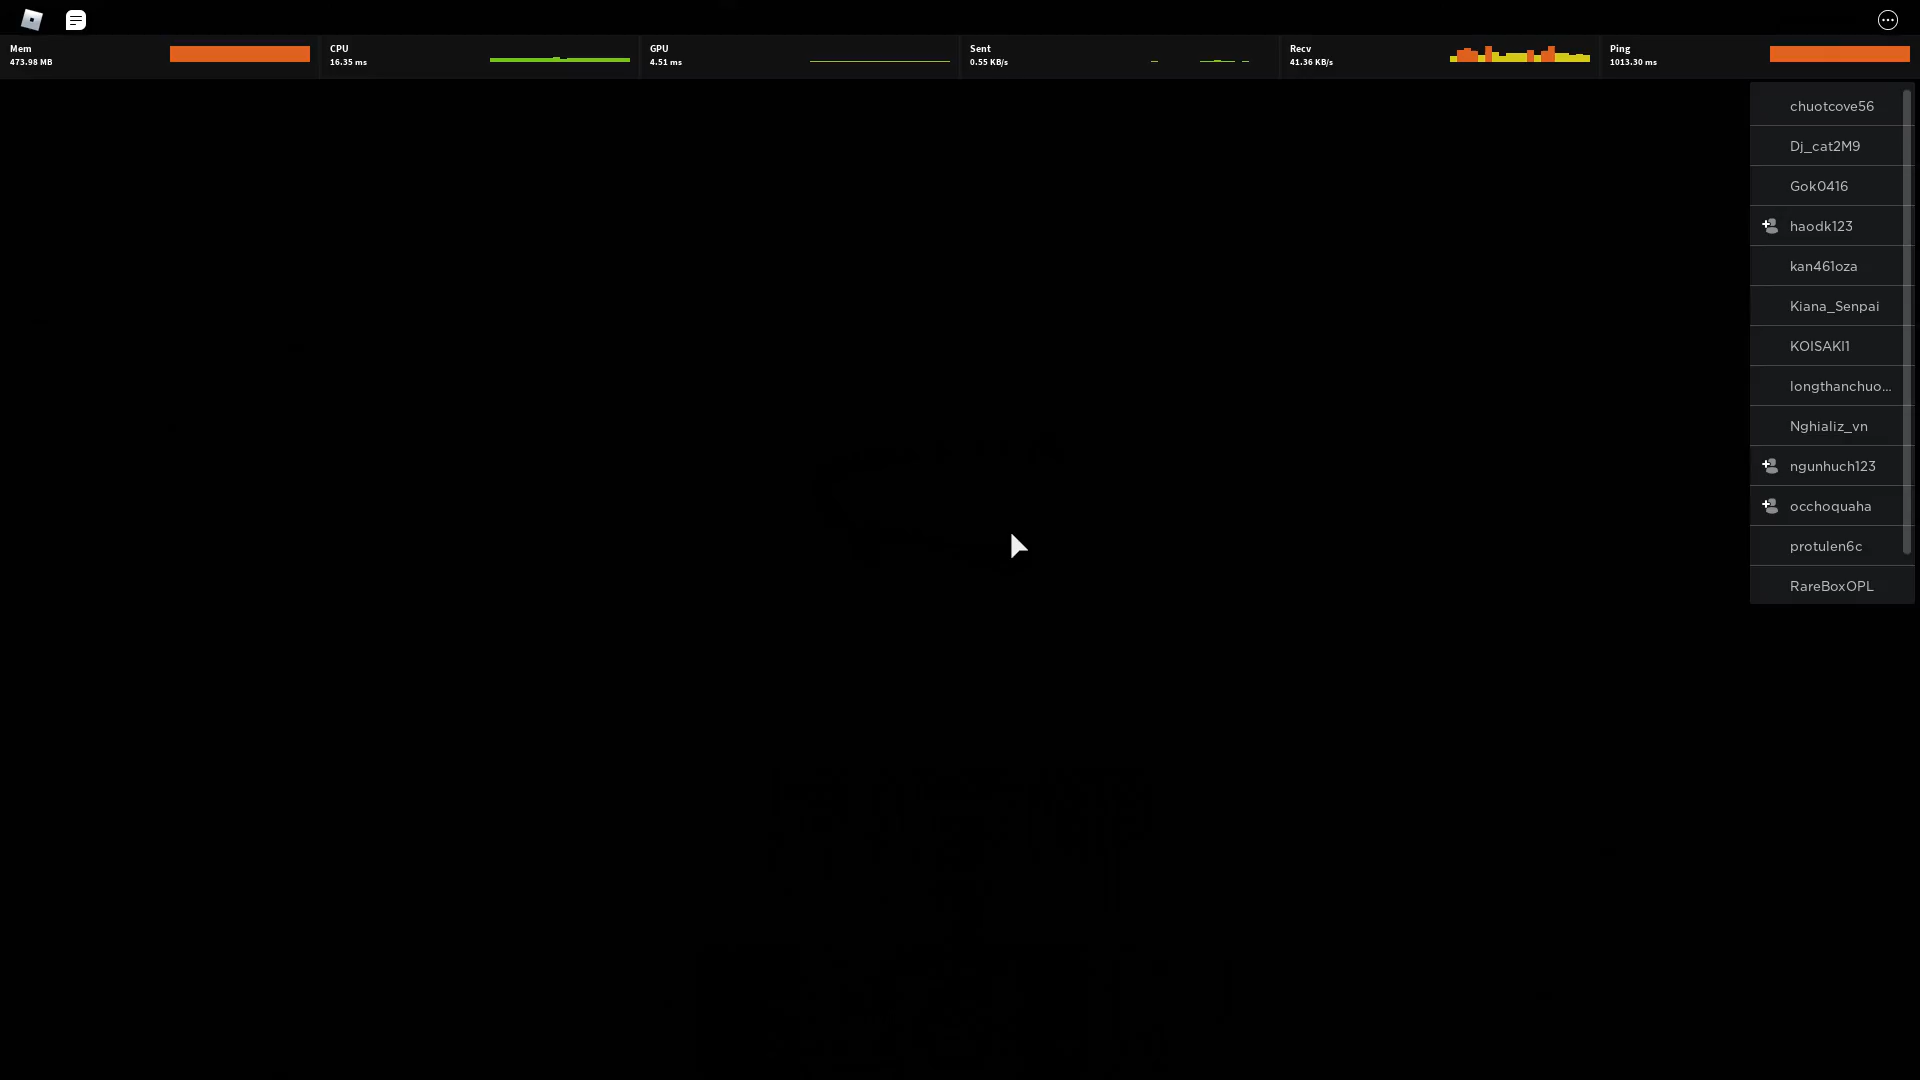 Mem
473.98 MB
CPU
16.35 ms
GPU
4.51 ms
Sent
0.55 KB/s
Recv
41.36 KB/s
Ping
1013.30 ms
chuotcove56
Dj_cat2M9
Gok0416
haodk123
kan461oza
Kiana_Senpai
KOISAKI1
longthanchuo...
Nghializ_vn
ngunhuch123
occhoquaha
protulen6c
RareBoxOPL